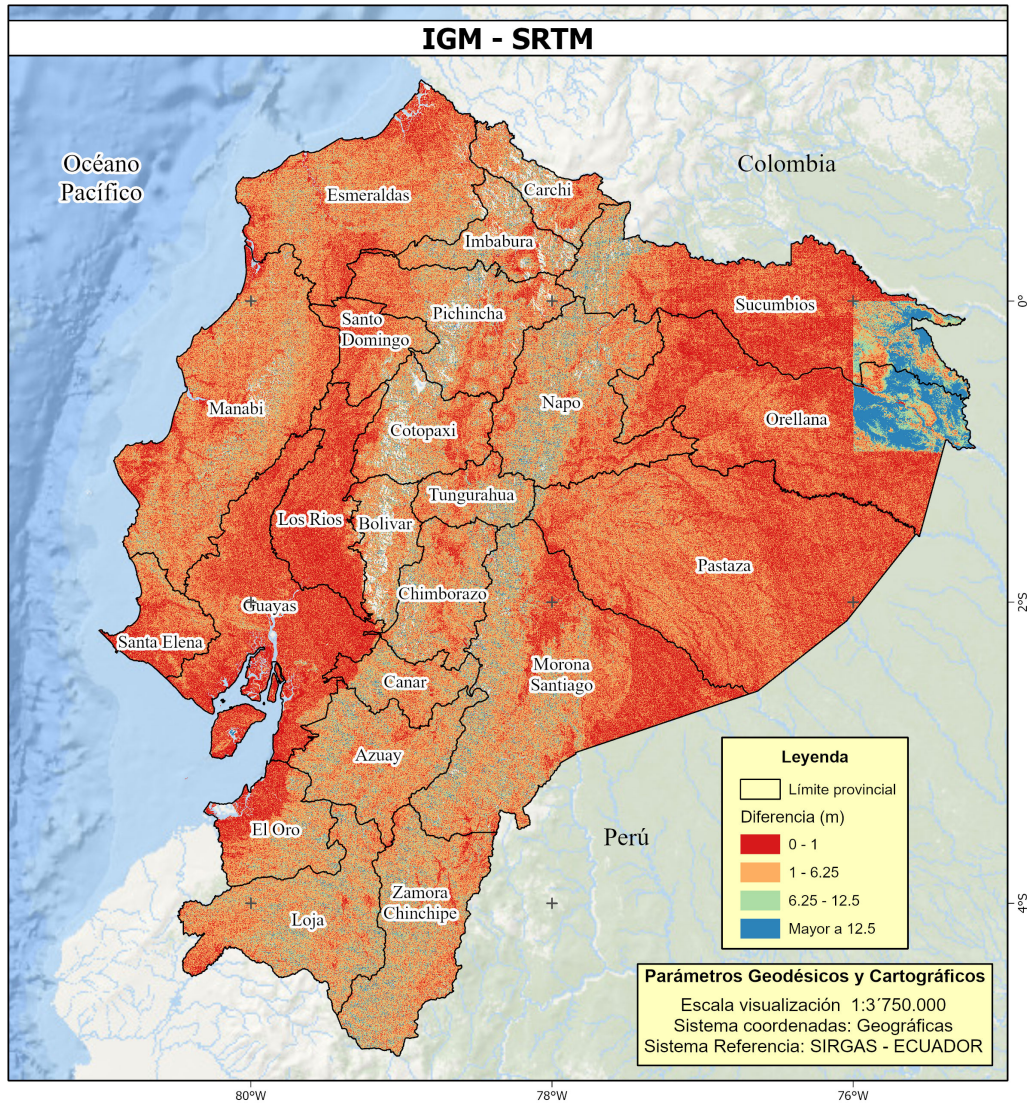 IGM - SRTM
Océano
Pacífico
Colombia
Esmeraldas
Carchi
Imbabura
Sucumbios
Santo
Domingo
Pichincha
Manabi
Napo
Orellana
Cotopaxi
Tungurahua
Los Rios
Bolivar
Pastaza
Chimborazo
Guayas
Santa Elena
Morona
Santiago
Canar
Azuay
El Oro
Perú
Zamora
Chinchipe
Loja
Leyenda
Límite provincial
Diferencia (m)
0 - 1
1 - 6.25
6.25 - 12.5
Mayor a 12.5
Parámetros Geodésicos y Cartográficos
Escala visualización 1:3´750.000
Sistema coordenadas: Geográficas
Sistema Referencia: SIRGAS - ECUADOR
0°
2°S
4°S
80°W
78°W
76°W